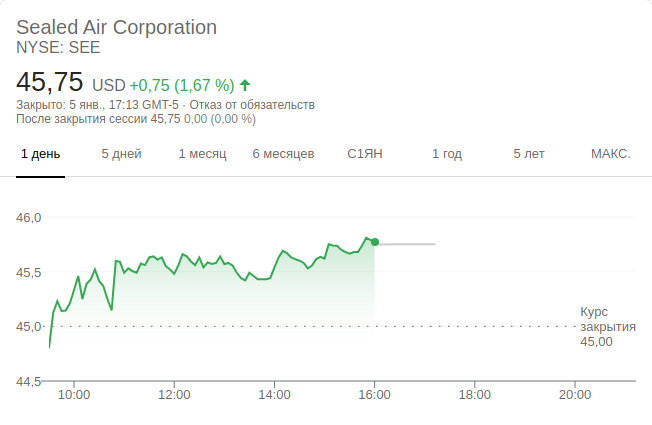 Sealed Air Corporation
NYSE: SEE
45,75 USD +0,75 (1,67 %)
Закрыто: 5 янв., 17:13 GMT-5 · Отказ от обязательств
После закрытия сессии 45,75 0,00 (0,00 %)
1 день 5 дней 1 месяц 6 месяцев С1ЯН 1 год 5 лет МАКС.
46,0
45,5
45,0
44,5
Курс
закрытия
45,00
10:00 12:00 14:00 16:00 18:00 20:00